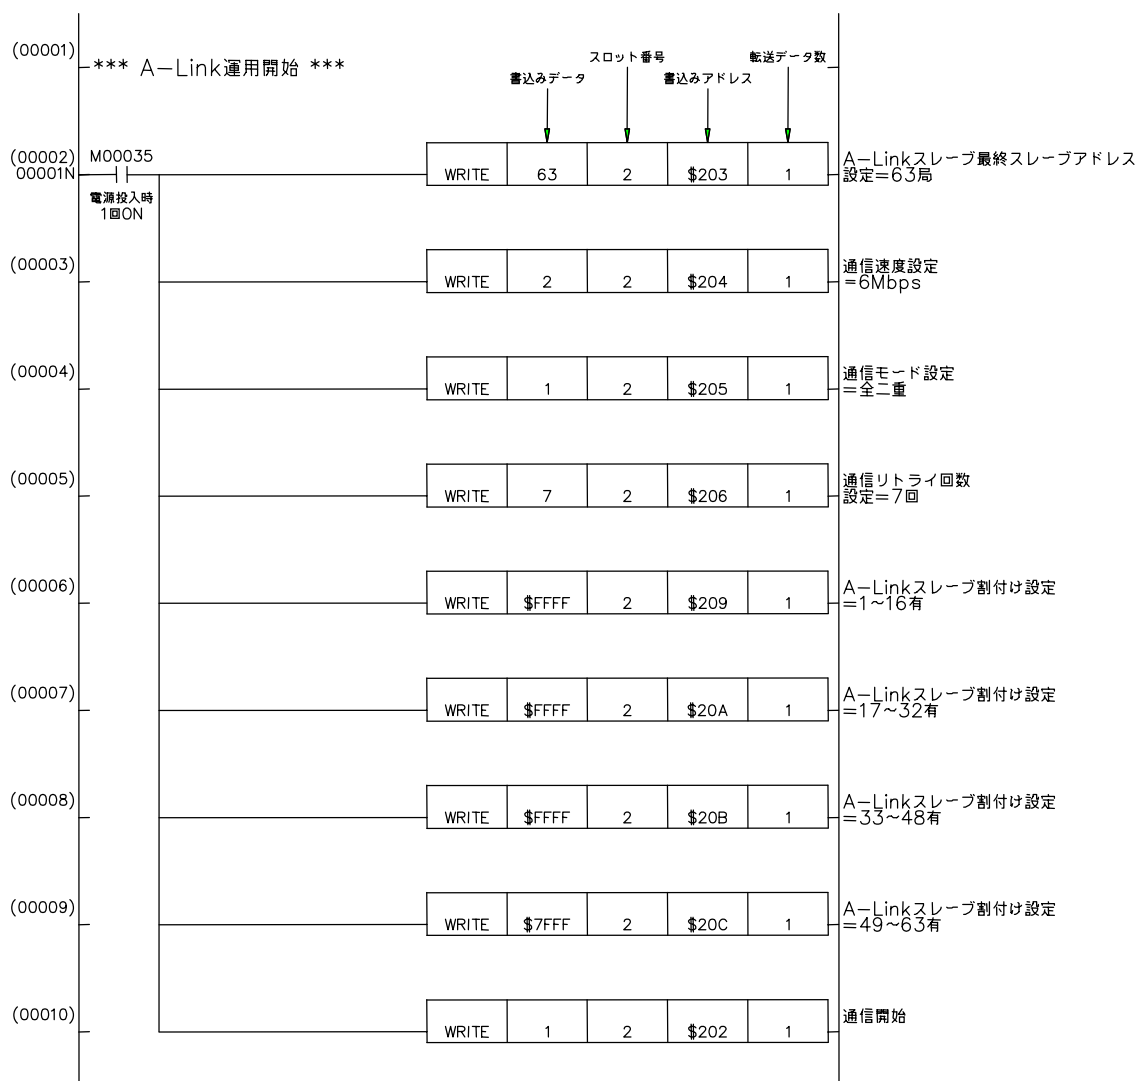 (00001)
*** A-Link運用開始 ***
スロット番号 転送データ数
書込みデータ 書込みアドレス
(00002) M00035
00001N
電源投入時
1回ON
WRITE 63 2 $203 1
A-Linkスレーブ最終スレーブアドレス
設定=63局
(00003)
WRITE 2 2 $204 1
通信速度設定
=6Mbps
(00004)
WRITE 1 2 $205 1
通信モード設定
=全二重
(00005)
WRITE 7 2 $206 1
通信リトライ回数
設定=7回
(00006)
WRITE $FFFF 2 $209 1
A-Linkスレーブ割付け設定
=1~16有
(00007)
WRITE $FFFF 2 $20A 1
A-Linkスレーブ割付け設定
=17~32有
(00008)
WRITE $FFFF 2 $20B 1
A-Linkスレーブ割付け設定
=33~48有
(00009)
WRITE $7FFF 2 $20C 1
A-Linkスレーブ割付け設定
=49~63有
(00010)
WRITE 1 2 $202 1
通信開始